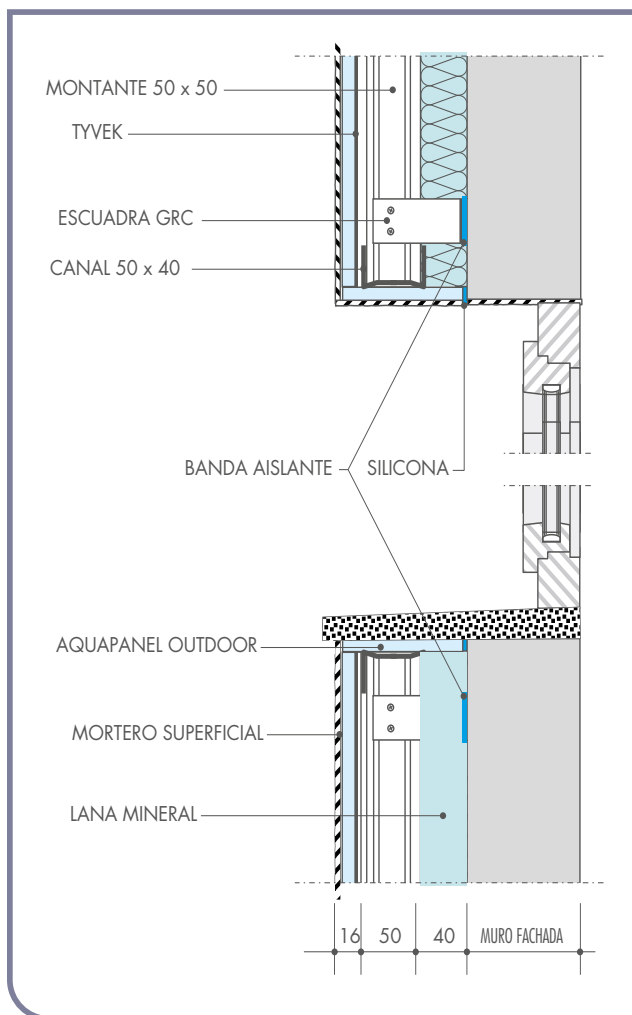 MONTANTE 50 x 50
TYVEK
ESCUADRA GRC
CANAL 50 x 40
BANDA AISLANTE
SILICONA
AQUAPANEL OUTDOOR
MORTERO SUPERFICIAL
LANA MINERAL
16 50 40 MURO FACHADA